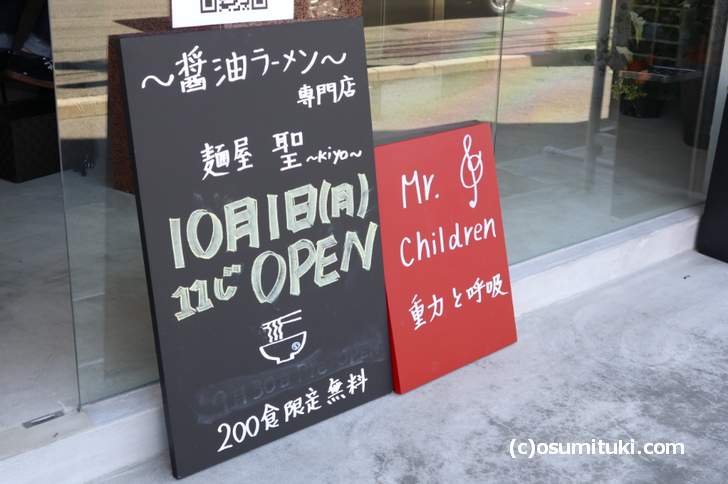 ～醤油ラーメン～
専門店
麺屋 聖～kiyo～
10月1日(月)
11じ OPEN
200食限定無料
Mr.
Children
重力と呼吸
(c)osumituki.com